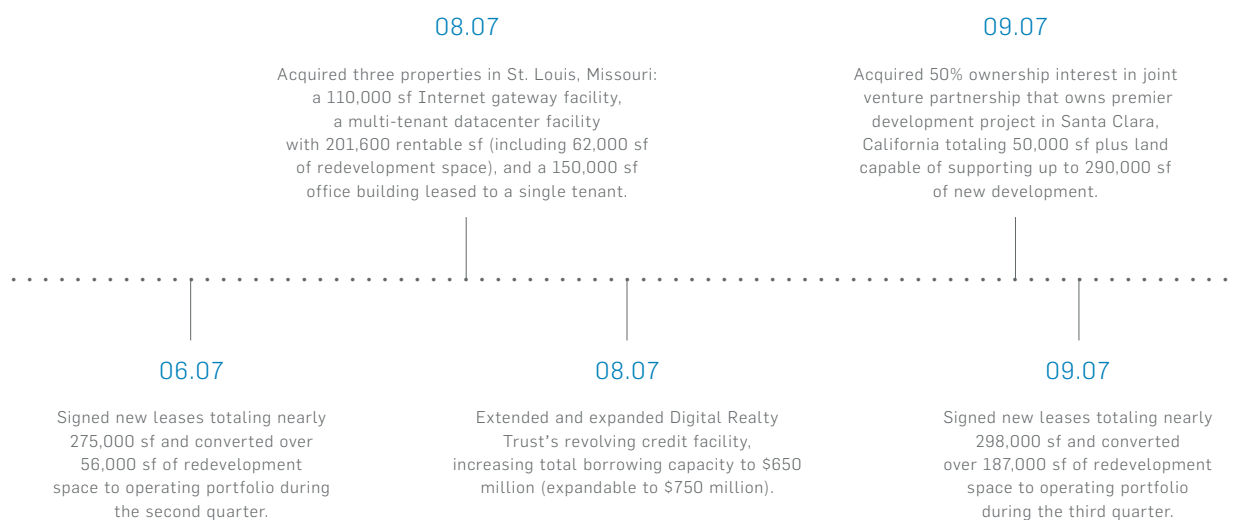 08.07
Acquired three properties in St. Louis, Missouri:
a 110,000 sf Internet gateway facility,
a multi-tenant datacenter facility
with 201,600 rentable sf (including 62,000 sf
of redevelopment space), and a 150,000 sf
office building leased to a single tenant.
09.07
Acquired 50% ownership interest in joint
venture partnership that owns premier
development project in Santa Clara,
California totaling 50,000 sf plus land
capable of supporting up to 290,000 sf
of new development.
06.07
Signed new leases totaling nearly
275,000 sf and converted over
56,000 sf of redevelopment
space to operating portfolio during
the second quarter.
08.07
Extended and expanded Digital Realty
Trust's revolving credit facility,
increasing total borrowing capacity to $650
million (expandable to $750 million).
09.07
Signed new leases totaling nearly
298,000 sf and converted
over 187,000 sf of redevelopment
space to operating portfolio
during the third quarter.